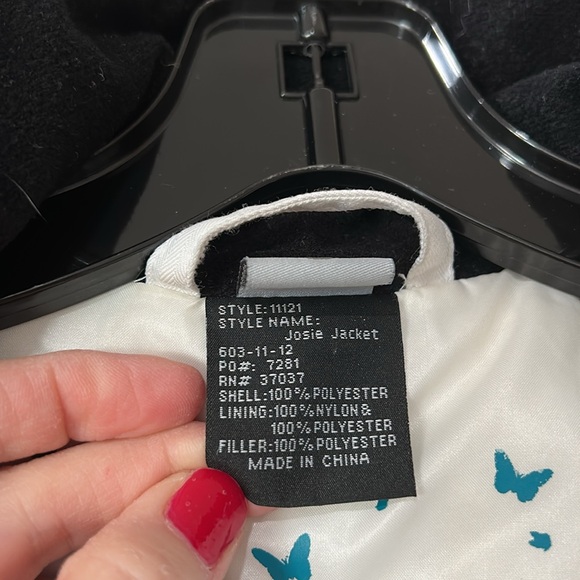 STYLE: 11121
STYLE NAME:
Josie Jacket
603-11-12
PO#: 7281
RN# 37037
SHELL:100%POLYESTER
LINING:100%NYLON&
100%POLYESTER
FILLER:100%POLYESTER
MADE IN CHINA